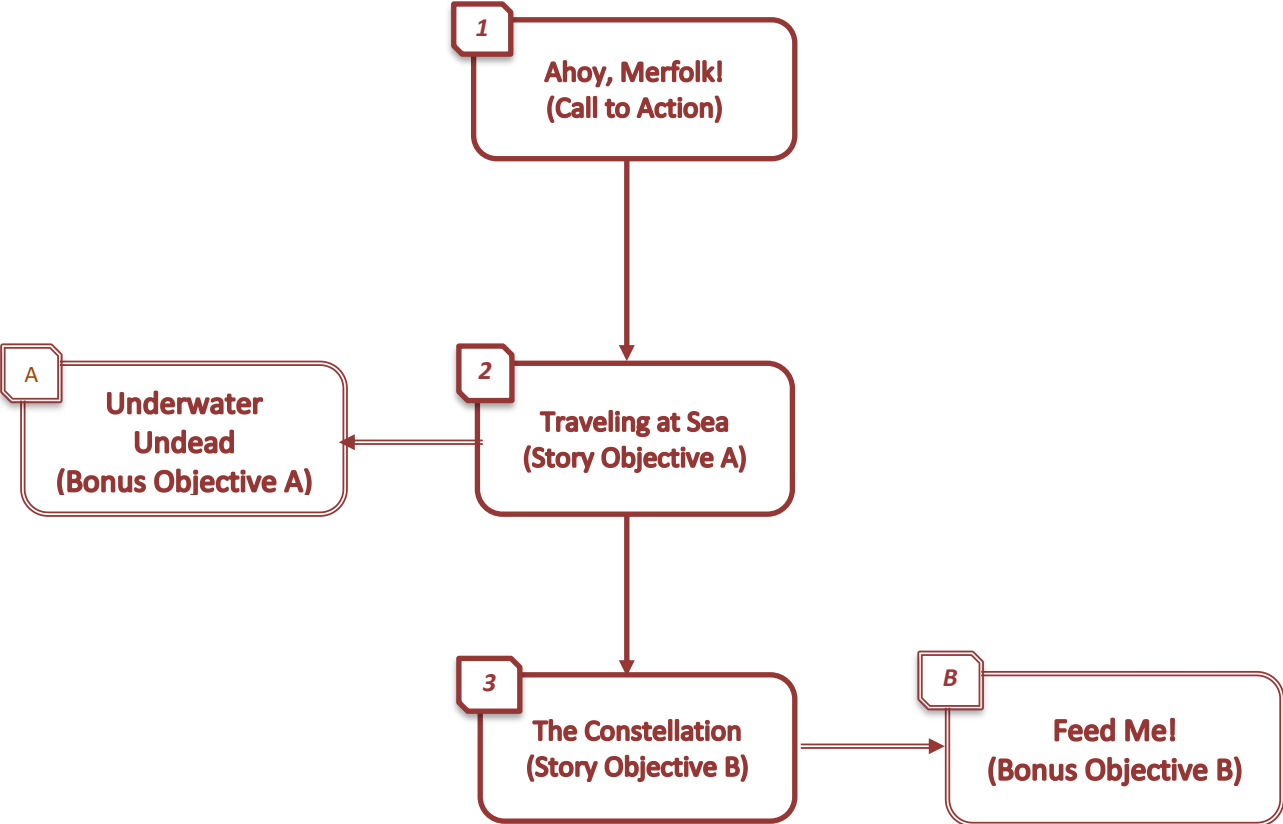 1
Ahoy, Merfolk!
(Call to Action)
A
Underwater
Undead
(Bonus Objective A)
2
Traveling at Sea
(Story Objective A)
3
The Constellation
(Story Objective B)
B
Feed Me!
(Bonus Objective B)